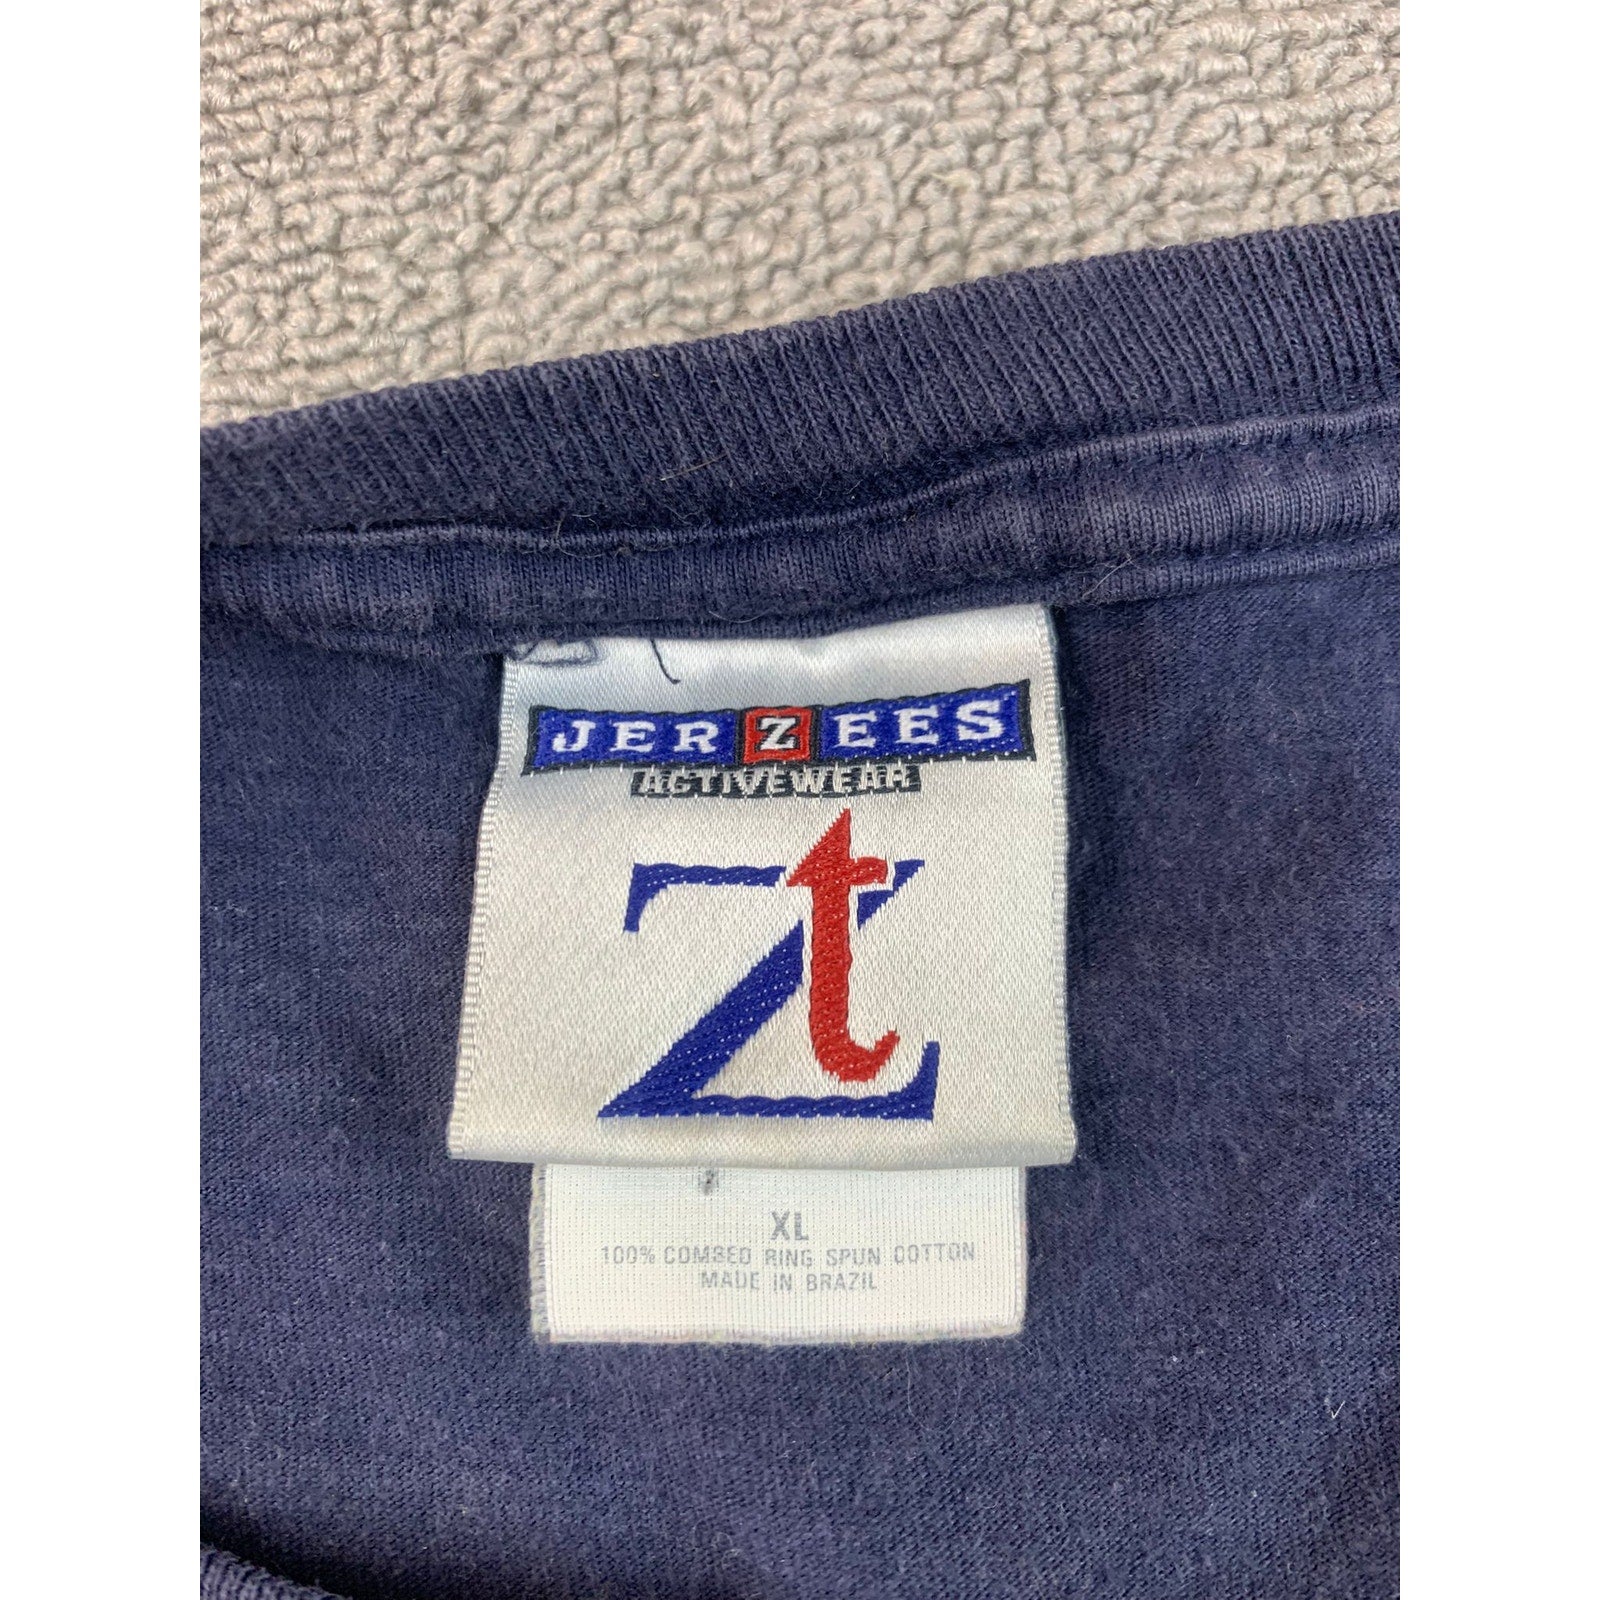 JERZEES
ACTIVEWEAR
Zt
XL
100% COMBED RING SPUN COTTON
MADE IN BRAZIL